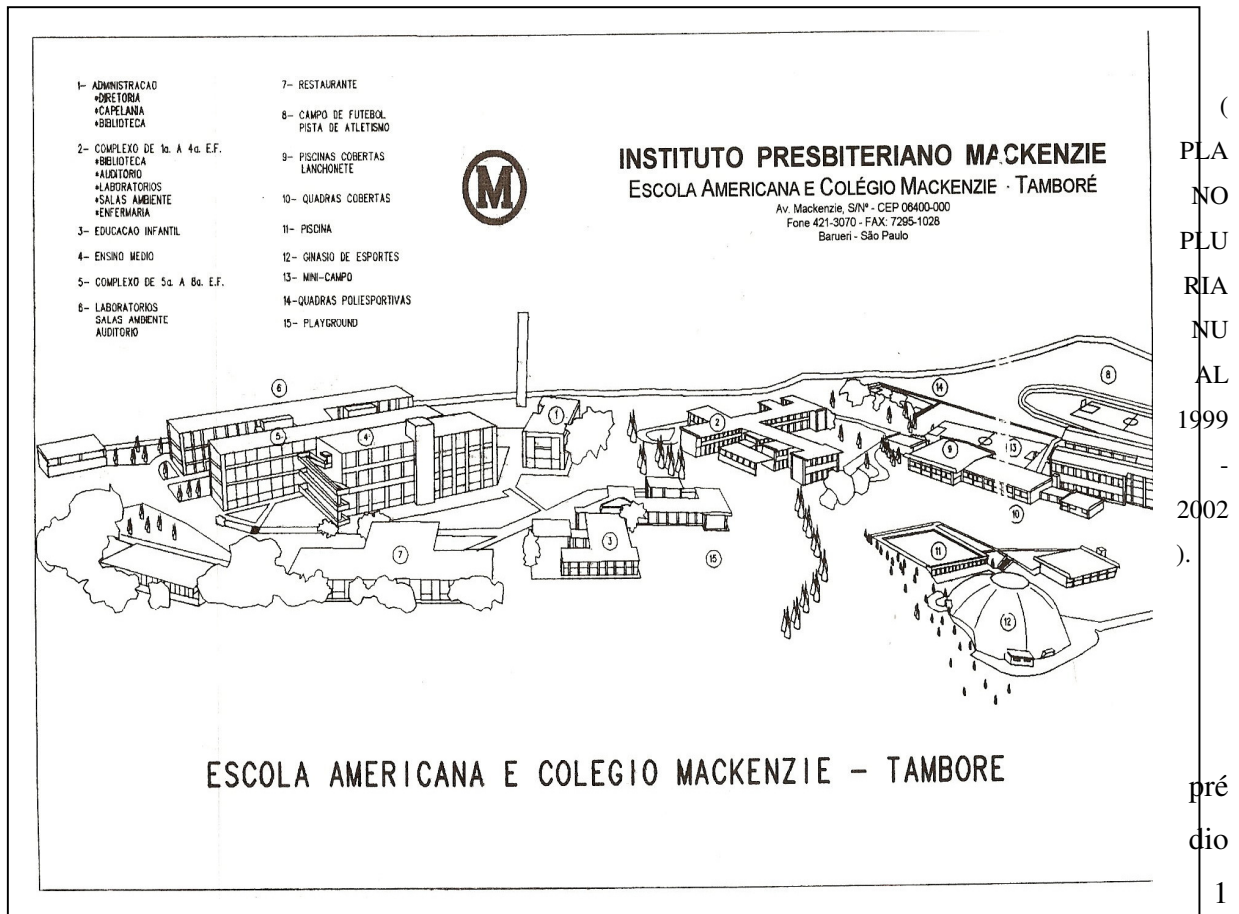 1- ADMINISTRACAO
*DIRETORIA
*CAPELANIA
*BIBLIOTECA
2- COMPLEXO DE 1a. A 4a. E.F.
*BIBLIOTECA
*AUDITORIO
*LABORATORIOS
*SALAS AMBIENTE
*ENFERMARIA
3- EDUCACAO INFANTIL
4- ENSINO MEDIO
5- COMPLEXO DE 5a. A 8a. E.F.
6- LABORATORIOS
SALAS AMBIENTE
AUDITORIO
7- RESTAURANTE
8- CAMPO DE FUTEBOL
PISTA DE ATLETISMO
9- PISCINAS COBERTAS
LANCHONETE
10- QUADRAS COBERTAS
11- PISCINA
12- GINASIO DE ESPORTES
13- MINI-CAMPO
14-QUADRAS POLIESPORTIVAS
15- PLAYGROUND
M
INSTITUTO PRESBITERIANO MACKENZIE
ESCOLA AMERICANA E COLÉGIO MACKENZIE - TAMBORÉ
Av. Mackenzie, S/Nº - CEP 06400-000
Fone 421-3070 - FAX: 7295-1028
Barueri - São Paulo
6
5
4
1
2
14
8
9
13
10
7
3
15
11
12
ESCOLA AMERICANA E COLEGIO MACKENZIE - TAMBORE
(
PLA
NO
PLU
RIA
NU
AL
1999
-
2002
).
pré
dio
1